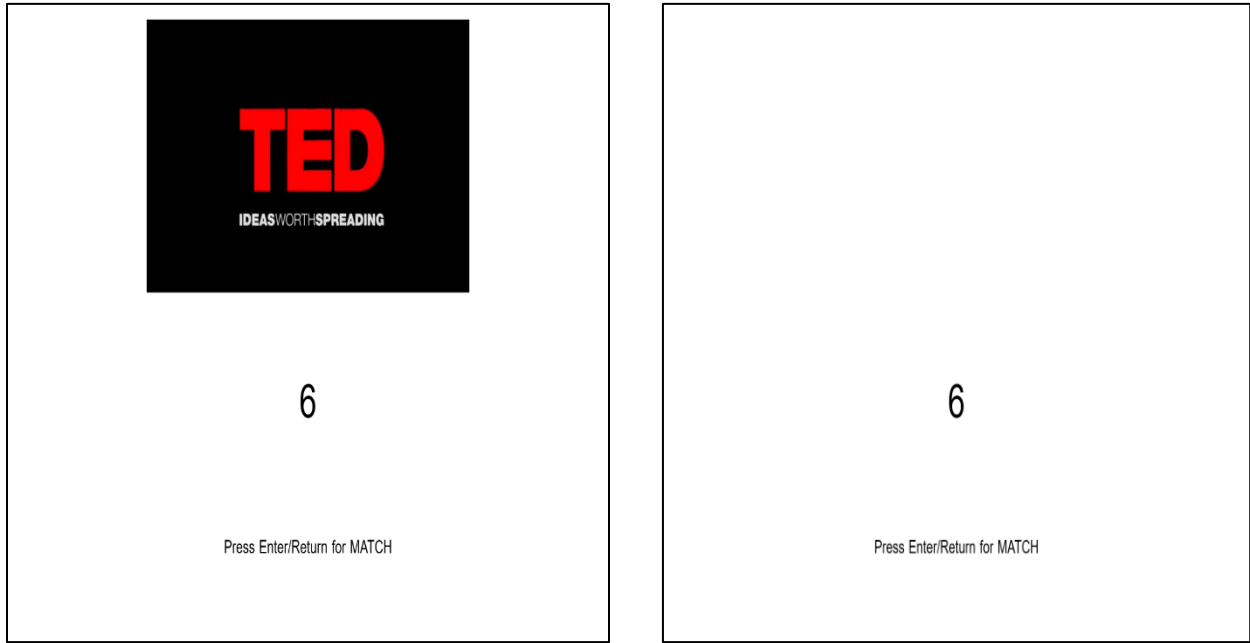 TED
IDEASWORTHSPREADING
6
Press Enter/Return for MATCH
6
Press Enter/Return for MATCH